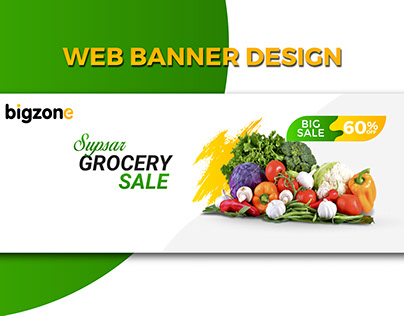 WEB BANNER DESIGN
bigzone
Supsar
GROCERY
SALE
BIG
SALE
60%
OFF